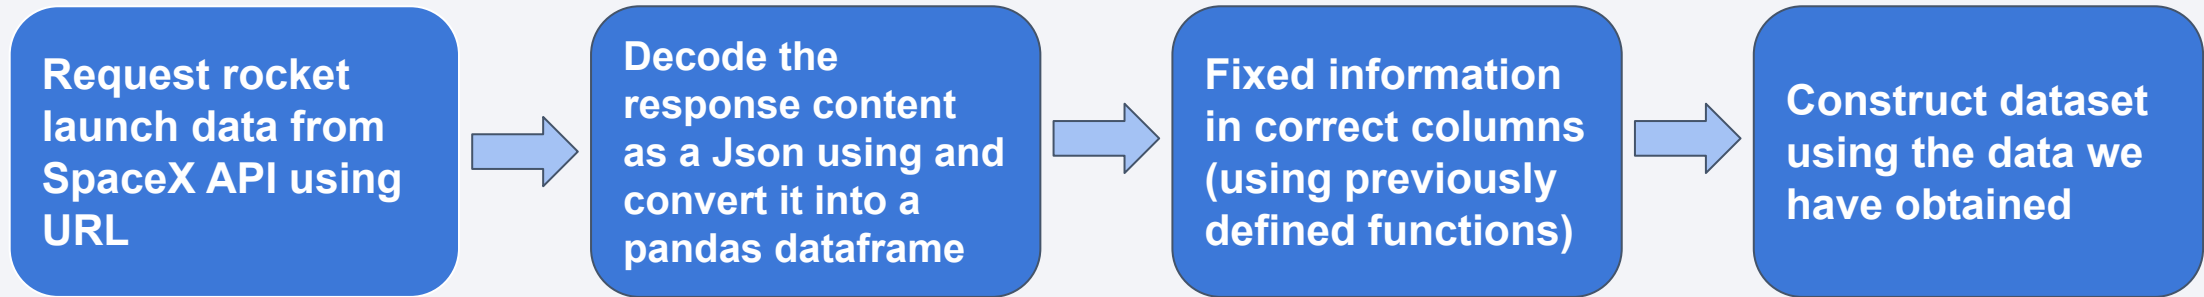 Request rocket
launch data from
SpaceX API using
URL
Decode the
response content
as a Json using and
convert it into a
pandas dataframe
Fixed information
in correct columns
(using previously
defined functions)
Construct dataset
using the data we
have obtained